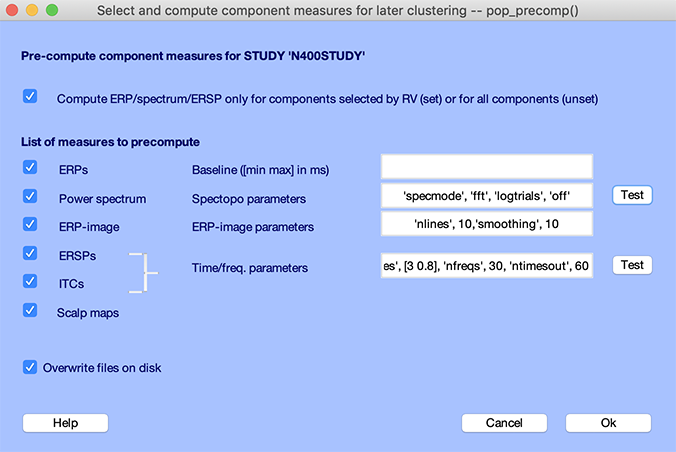 Select and compute component measures for later clustering -- pop_precomp()
Pre-compute component measures for STUDY 'N400STUDY'
Compute ERP/spectrum/ERSP only for components selected by RV (set) or for all components (unset)
List of measures to precompute
ERPs Baseline ([min max] in ms)
Power spectrum Spectopo parameters 'specmode', 'fft', 'logtrials', 'off' Test
ERP-image ERP-image parameters 'nlines', 10,'smoothing', 10
ERSPs
Time/freq. parameters es', [3 0.8], 'nfreqs', 30, 'ntimesout', 60 Test
ITCs
Scalp maps
Overwrite files on disk
Help Cancel Ok